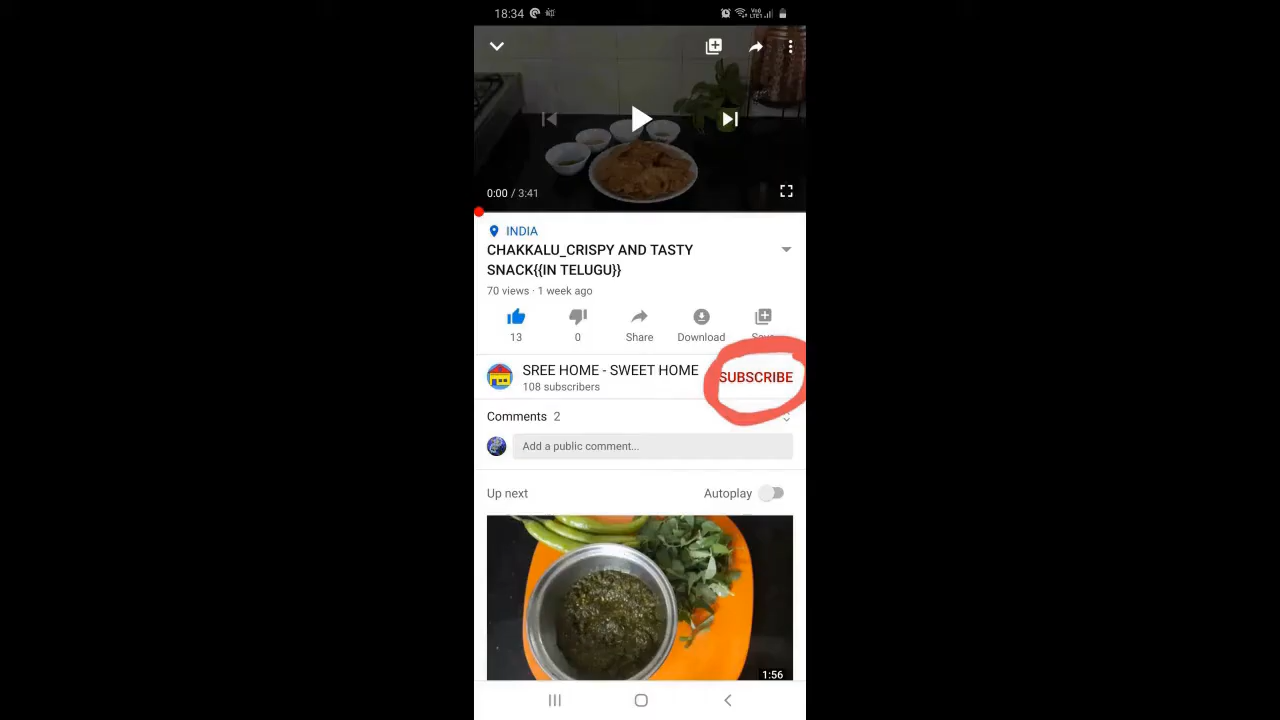 18:34
0:00 / 3:41
INDIA
CHAKKALU_CRISPY AND TASTY
SNACK{{IN TELUGU}}
70 views · 1 week ago
13 0 Share Download
SREE HOME - SWEET HOME
108 subscribers
SUBSCRIBE
Comments 2
Add a public comment...
Up next
Autoplay
1:56